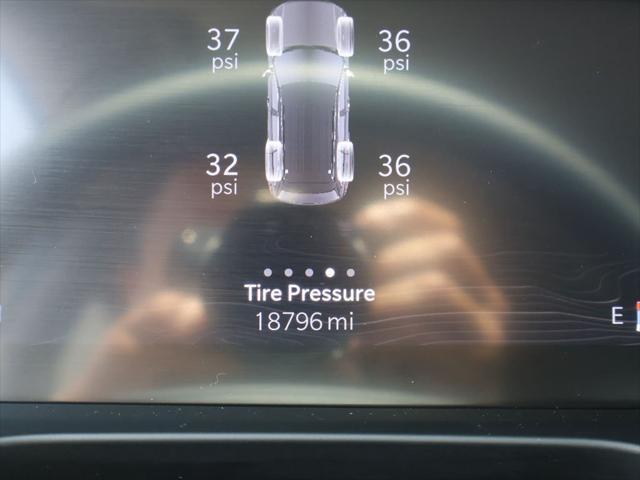 37 36
psi psi
32 36
psi psi
Tire Pressure
18796 mi
E